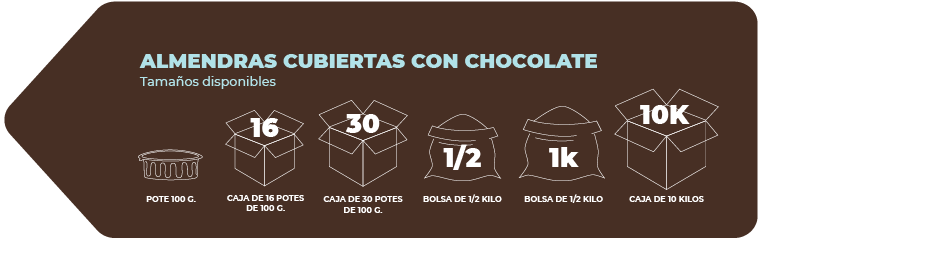 ALMENDRAS CUBIERTAS CON CHOCOLATE
Tamaños disponibles
16
30
1/2
1k
10K
POTE 100 G.
CAJA DE 16 POTES
DE 100 G.
CAJA DE 30 POTES
DE 100 G.
BOLSA DE 1/2 KILO
BOLSA DE 1/2 KILO
CAJA DE 10 KILOS